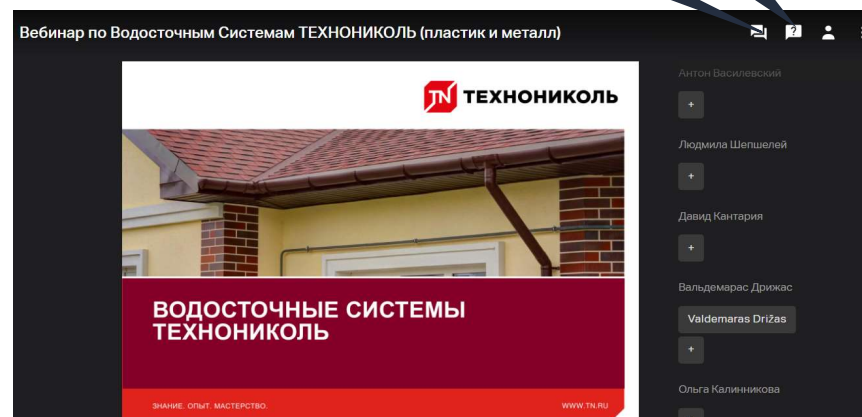 Вебинар по Водосточным Системам ТЕХНОНИКОЛЬ (пластик и металл)
?
TN ТЕХНОНИКОЛЬ
ВОДОСТОЧНЫЕ СИСТЕМЫ
ТЕХНОНИКОЛЬ
ЗНАНИЕ. ОПЫТ. МАСТЕРСТВО.
WWW.TN.RU
Антон Василевский
+
Людмила Шепшелей
+
Давид Кантария
+
Вальдемарас Дрижас
Valdemaras Drižas
+
Ольга Калинникова